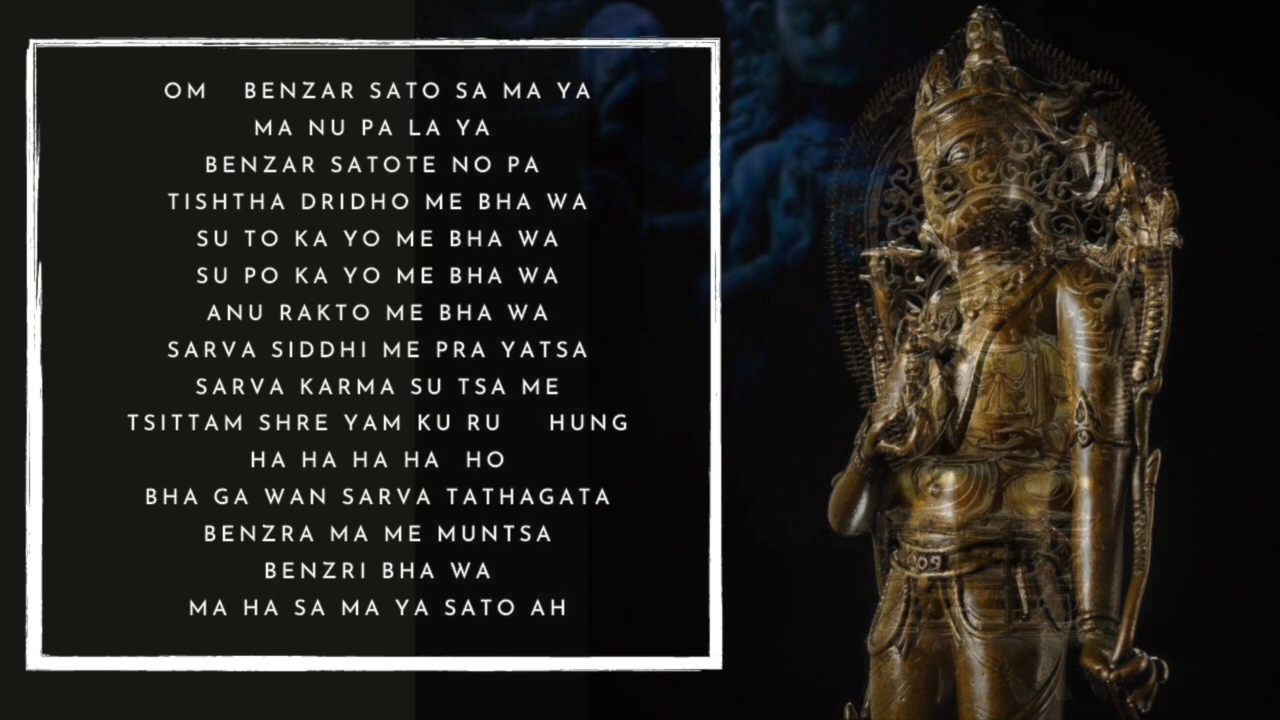 OM BENZAR SATO SA MA YA
MA NU PA LA YA
BENZAR SATOTE NO PA
TISHTHA DRIDHO ME BHA WA
SU TO KA YO ME BHA WA
SU PO KA YO ME BHA WA
ANU RAKTO ME BHA WA
SARVA SIDDHI ME PRA YATSA
SARVA KARMA SU TSA ME
TSITTAM SHRE YAM KU RU HUNG
HA HA HA HA HO
BHA GA WAN SARVA TATHAGATA
BENZRA MA ME MUNTSA
BENZRI BHA WA
MA HA SA MA YA SATO AH